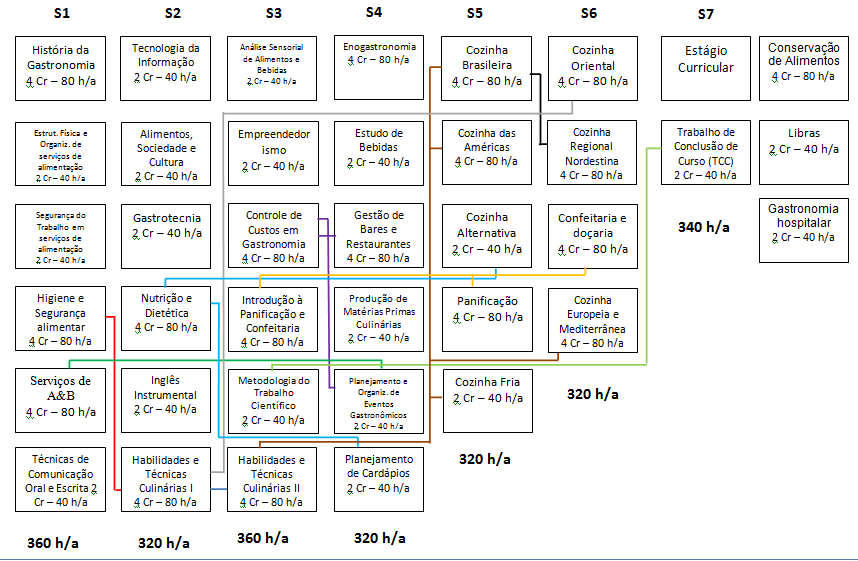 S1
S2
S3
S4
S5
S6
S7
História da
Gastronomia
4 Cr – 80 h/a
Tecnologia da
Informação
2 Cr – 40 h/a
Análise Sensorial
de Alimentos e
Bebidas
2 Cr – 40 h/a
Enogastronomia
4 Cr – 80 h/a
Cozinha
Brasileira
4 Cr – 80 h/a
Cozinha
Oriental
4 Cr – 80 h/a
Estágio
Curricular
Conservação
de Alimentos
4 Cr – 80 h/a
Estrut. Física e
Organiz. de
serviços de
alimentação
2 Cr – 40 h/a
Alimentos,
Sociedade e
Cultura
2 Cr – 40 h/a
Empreendedor
ismo
2 Cr – 40 h/a
Estudo de
Bebidas
2 Cr – 40 h/a
Cozinha das
Américas
4 Cr – 80 h/a
Cozinha
Regional
Nordestina
4 Cr – 80 h/a
Trabalho de
Conclusão de
Curso (TCC)
2 Cr – 40 h/a
Libras
2 Cr – 40 h/a
Segurança do
Trabalho em
serviços de
alimentação
2 Cr – 40 h/a
Gastrotecnia
2 Cr – 40 h/a
Controle de
Custos em
Gastronomia
4 Cr – 80 h/a
Gestão de
Bares e
Restaurantes
4 Cr – 80 h/a
Cozinha
Alternativa
2 Cr – 40 h/a
Confeitaria e
doçaria
4 Cr – 80 h/a
340 h/a
Gastronomia
hospitalar
2 Cr – 40 h/a
Higiene e
Segurança
alimentar
4 Cr – 80 h/a
Nutrição e
Dietética
4 Cr – 80 h/a
Introdução à
Panificação e
Confeitaria
4 Cr – 80 h/a
Produção de
Matérias Primas
Culinárias
2 Cr – 40 h/a
Panificação
4 Cr – 80 h/a
Cozinha
Europeia e
Mediterrânea
4 Cr – 80 h/a
Serviços de
A&B
4 Cr – 80 h/a
Inglês
Instrumental
2 Cr – 40 h/a
Metodologia do
Trabalho
Científico
2 Cr – 40 h/a
Planejamento e
Organiz. de
Eventos
Gastronômicos
2 Cr – 40 h/a
Cozinha Fria
2 Cr – 40 h/a
320 h/a
Técnicas de
Comunicação
Oral e Escrita 2
Cr – 40 h/a
Habilidades e
Técnicas
Culinárias I
4 Cr – 80 h/a
Habilidades e
Técnicas
Culinárias II
4 Cr – 80 h/a
Planejamento
de Cardápios
2 Cr – 40 h/a
320 h/a
360 h/a
320 h/a
360 h/a
320 h/a